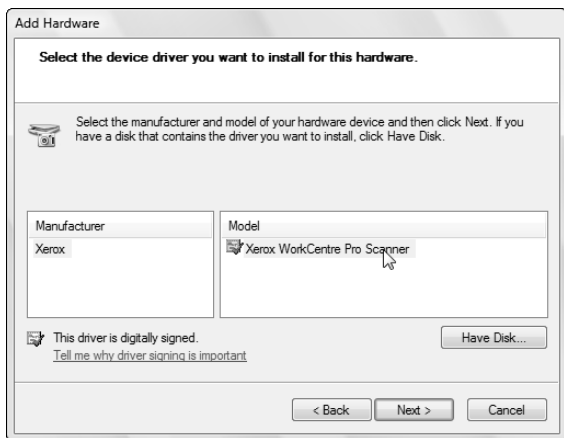 Add Hardware
Select the device driver you want to install for this hardware.
Select the manufacturer and model of your hardware device and then click Next. If you
have a disk that contains the driver you want to install, click Have Disk.
Manufacturer
Xerox
Model
Xerox WorkCentre Pro Scanner
This driver is digitally signed.
Tell me why driver signing is important
Have Disk...
< Back
Next >
Cancel